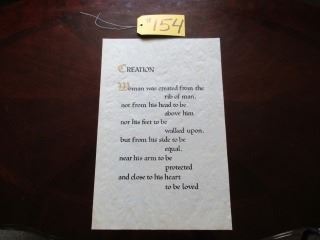 #154
CREATION
Woman was created from the
rib of man,
not from his head to be
above him
nor his feet to be
walked upon,
but from his side to be
equal,
near his arm to be
protected
and close to his heart
to be loved